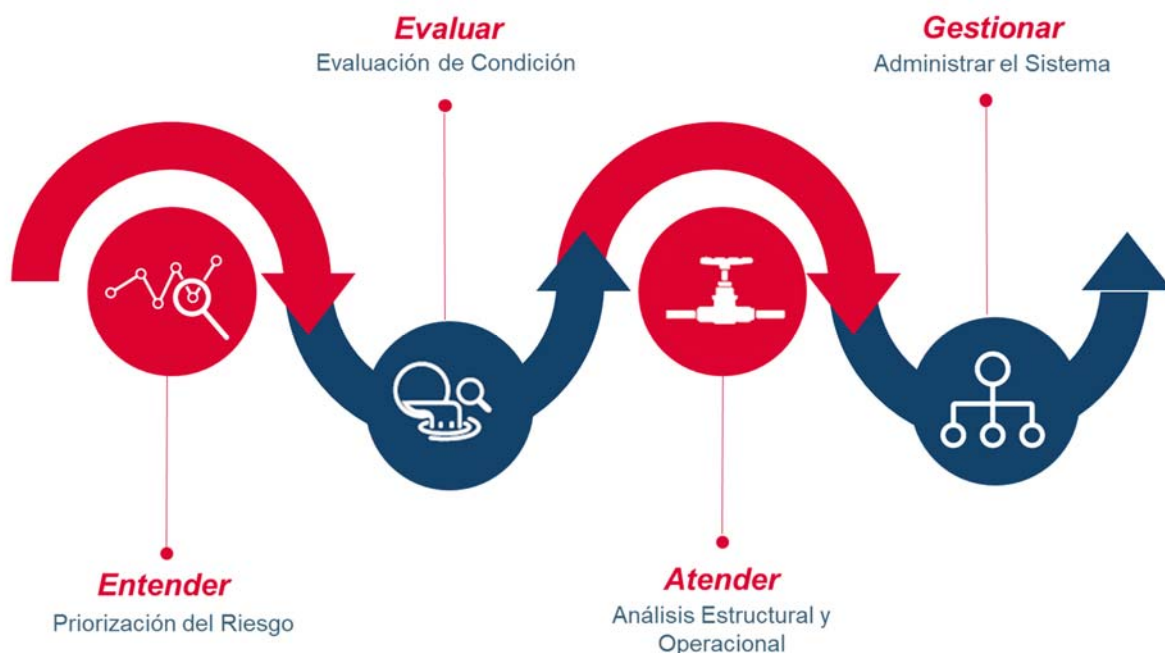 Evaluar
Evaluación de Condición
Gestionar
Administrar el Sistema
Entender
Priorización del Riesgo
Atender
Análisis Estructural y
Operacional